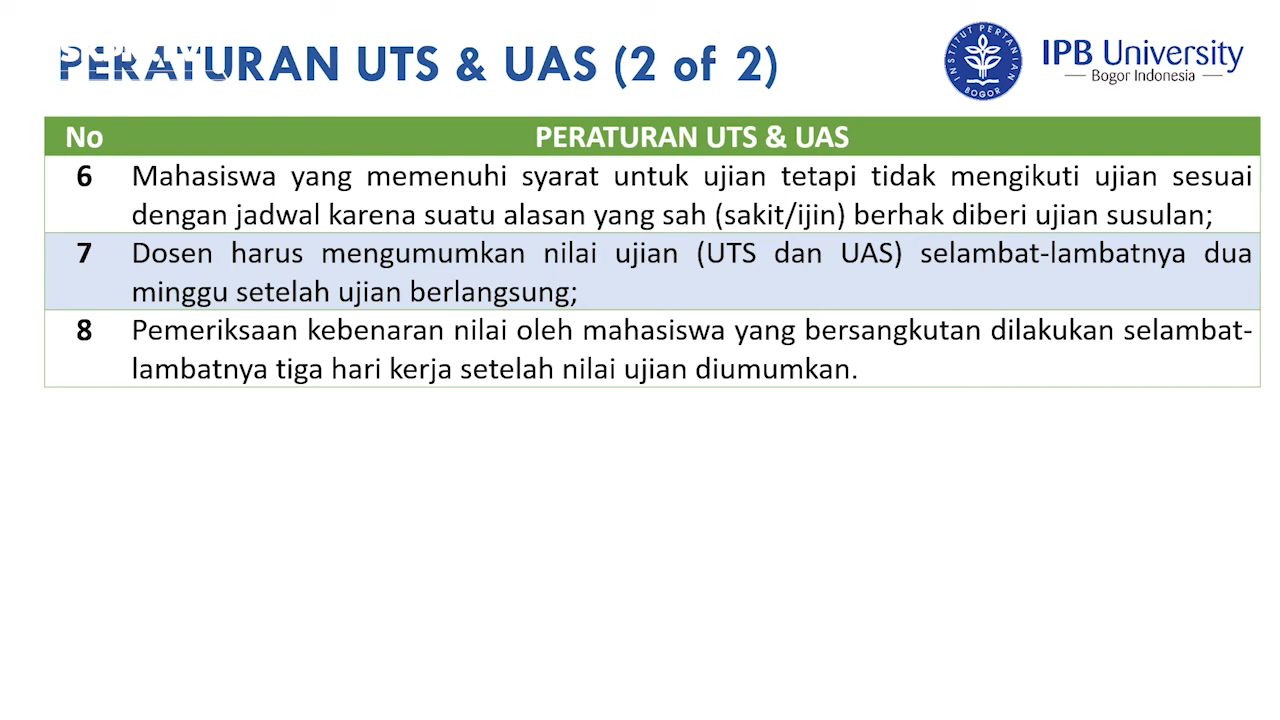 PERATURAN UTS & UAS (2 of 2)
INSTITUT PERTANIAN
BOGOR
IPB University
Bogor Indonesia
No PERATURAN UTS & UAS
6 Mahasiswa yang memenuhi syarat untuk ujian tetapi tidak mengikuti ujian sesuai
dengan jadwal karena suatu alasan yang sah (sakit/ijin) berhak diberi ujian susulan;
7 Dosen harus mengumumkan nilai ujian (UTS dan UAS) selambat-lambatnya dua
minggu setelah ujian berlangsung;
8 Pemeriksaan kebenaran nilai oleh mahasiswa yang bersangkutan dilakukan selambat-
lambatnya tiga hari kerja setelah nilai ujian diumumkan.